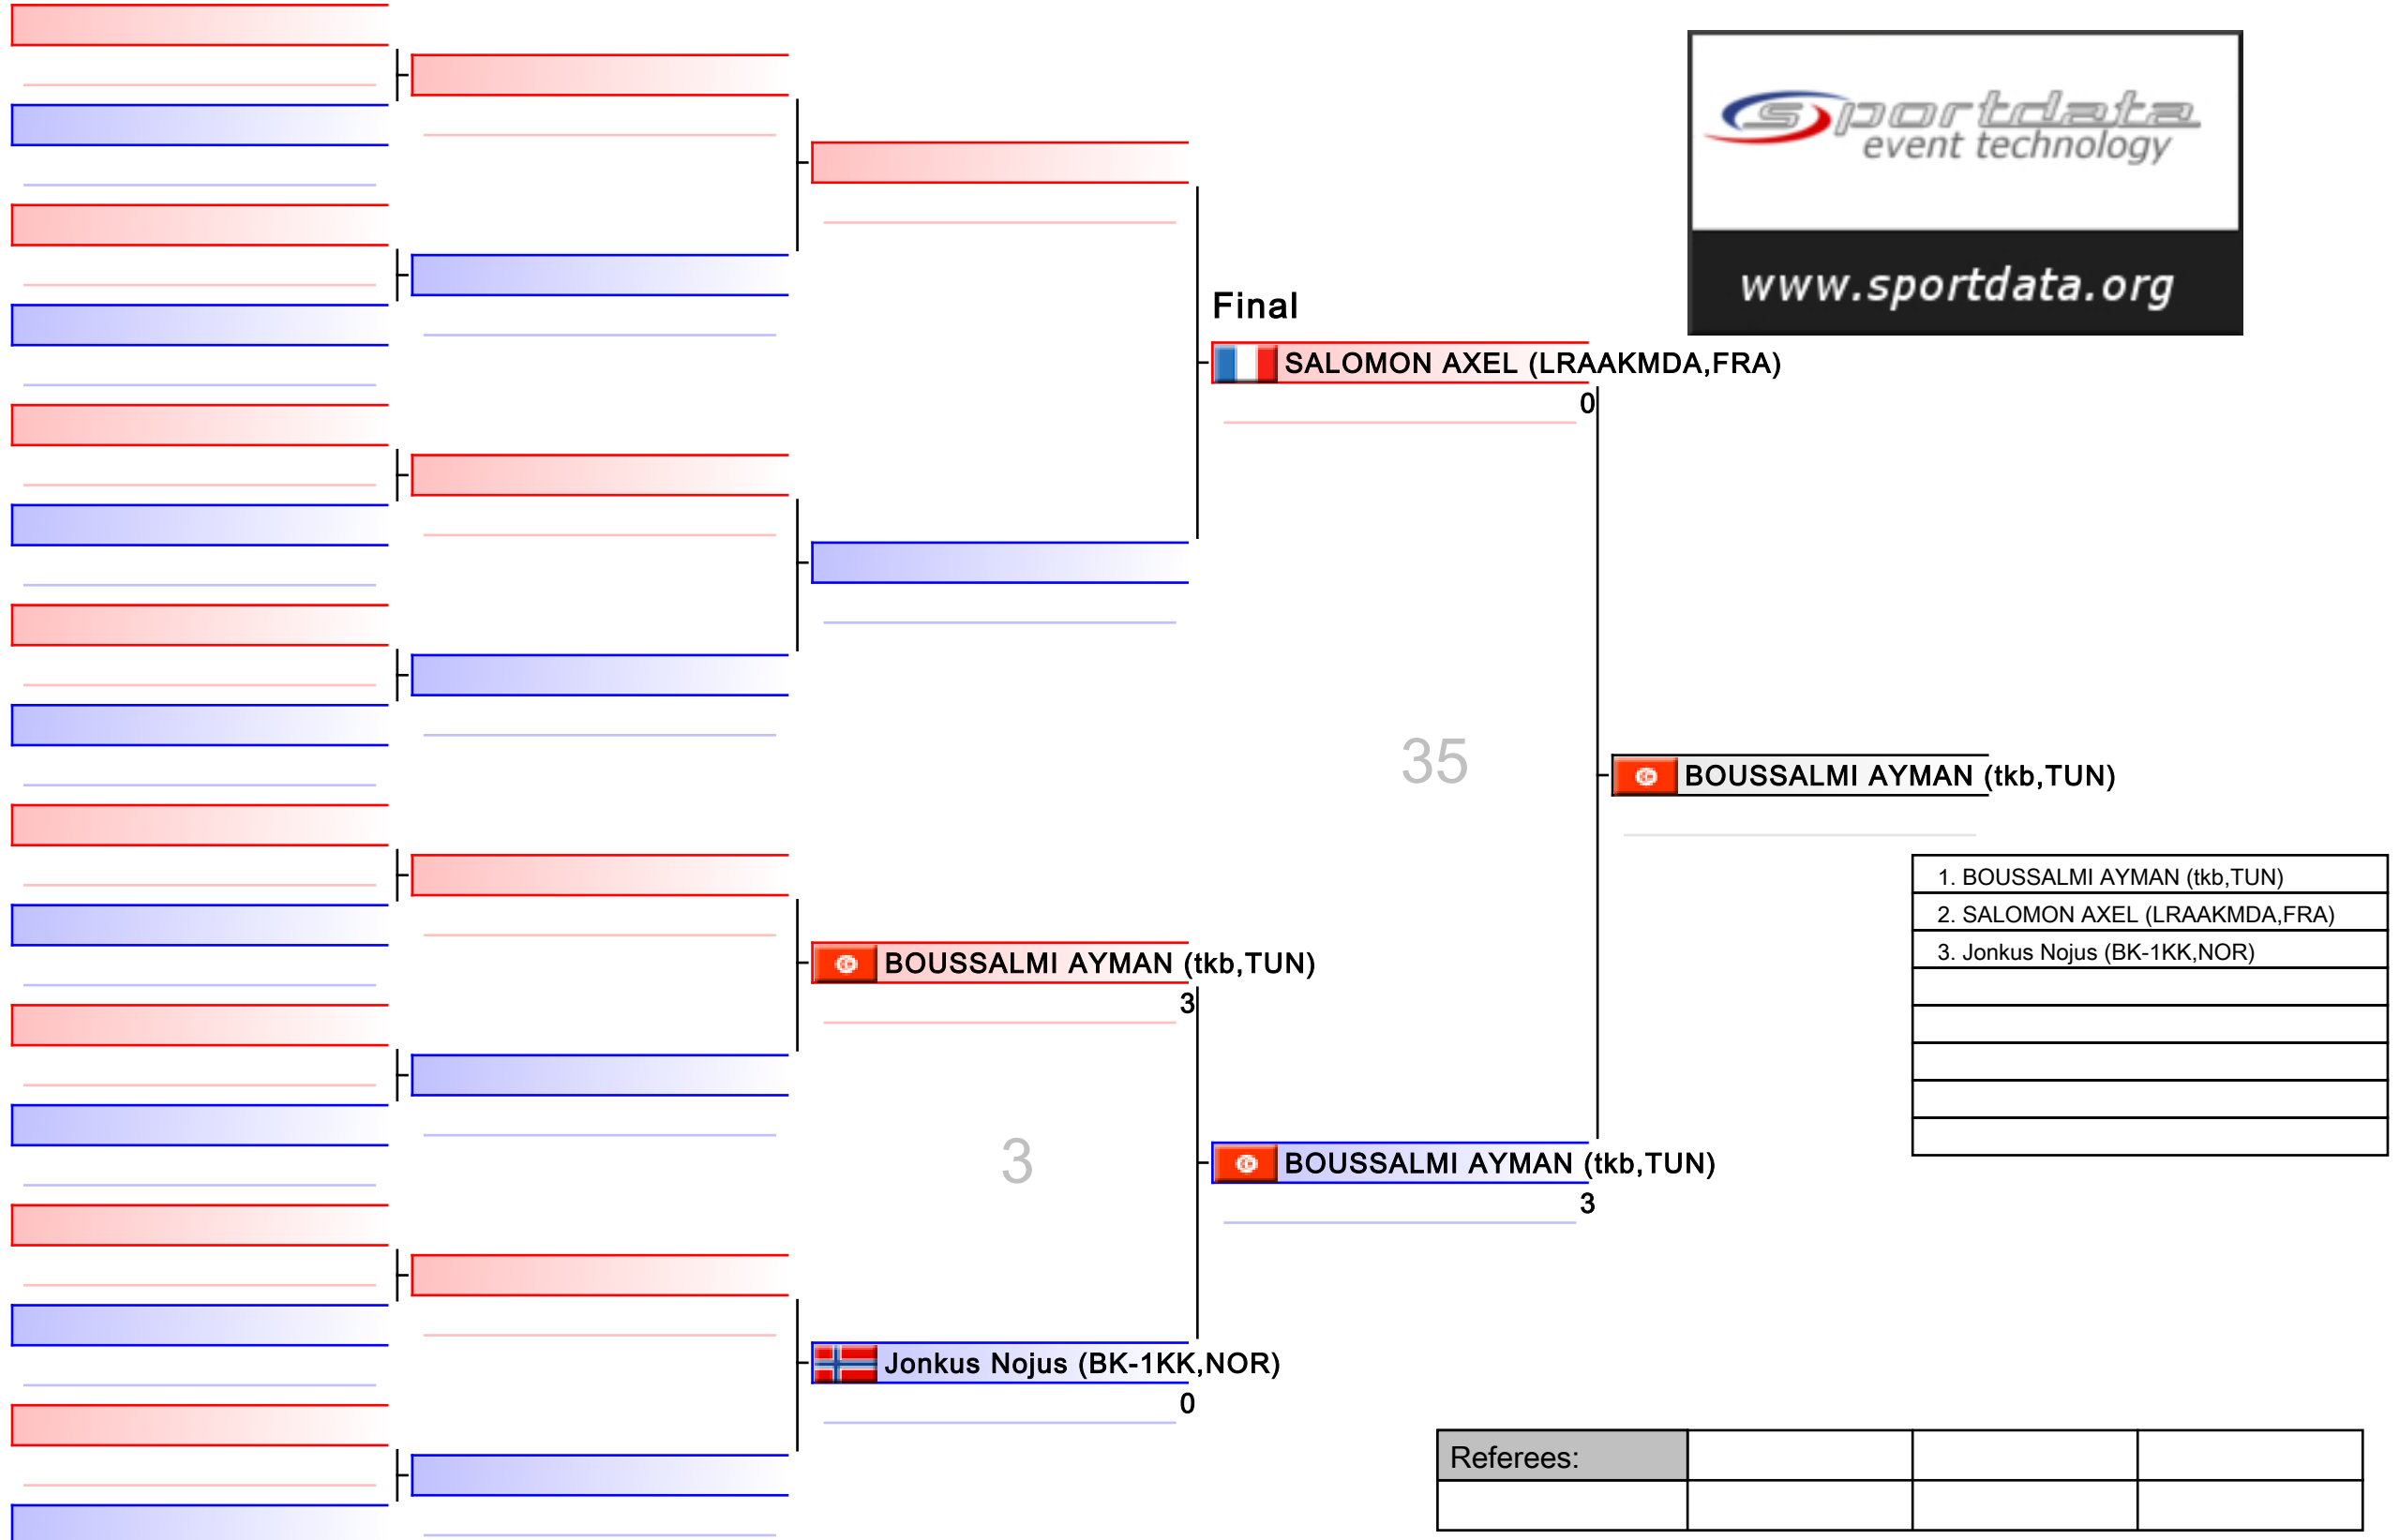 sportdata
event technology
www.sportdata.org
Final
SALOMON AXEL (LRAAKMDA,FRA)
0
35
BOUSSALMI AYMAN (tkb,TUN)
1. BOUSSALMI AYMAN (tkb,TUN)
2. SALOMON AXEL (LRAAKMDA,FRA)
3. Jonkus Nojus (BK-1KK,NOR)
BOUSSALMI AYMAN (tkb,TUN)
3
3
BOUSSALMI AYMAN (tkb,TUN)
3
Jonkus Nojus (BK-1KK,NOR)
0
Referees: